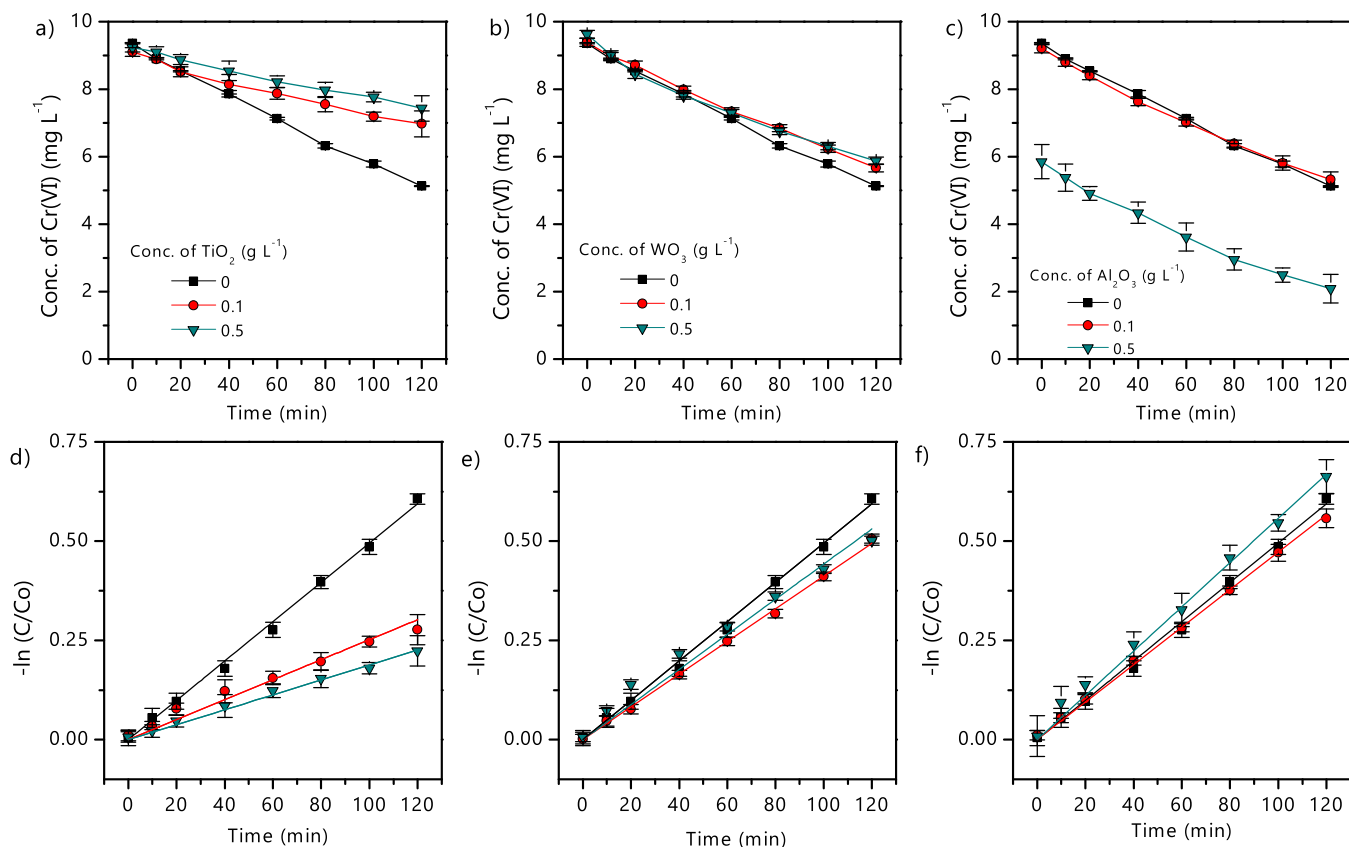 a)
Conc. of Cr(VI) (mg L⁻¹)
10
8
6
4
2
0
Conc. of TiO₂ (g L⁻¹)
0
0.1
0.5
0 20 40 60 80 100 120
Time (min)
b)
Conc. of Cr(VI) (mg L⁻¹)
10
8
6
4
2
0
Conc. of WO₃ (g L⁻¹)
0
0.1
0.5
0 20 40 60 80 100 120
Time (min)
c)
Conc. of Cr(VI) (mg L⁻¹)
10
8
6
4
2
0
Conc. of Al₂O₃ (g L⁻¹)
0
0.1
0.5
0 20 40 60 80 100 120
Time (min)
d)
-ln (C/Co)
0.75
0.50
0.25
0.00
0 20 40 60 80 100 120
Time (min)
e)
-ln (C/Co)
0.75
0.50
0.25
0.00
0 20 40 60 80 100 120
Time (min)
f)
-ln (C/Co)
0.75
0.50
0.25
0.00
0 20 40 60 80 100 120
Time (min)